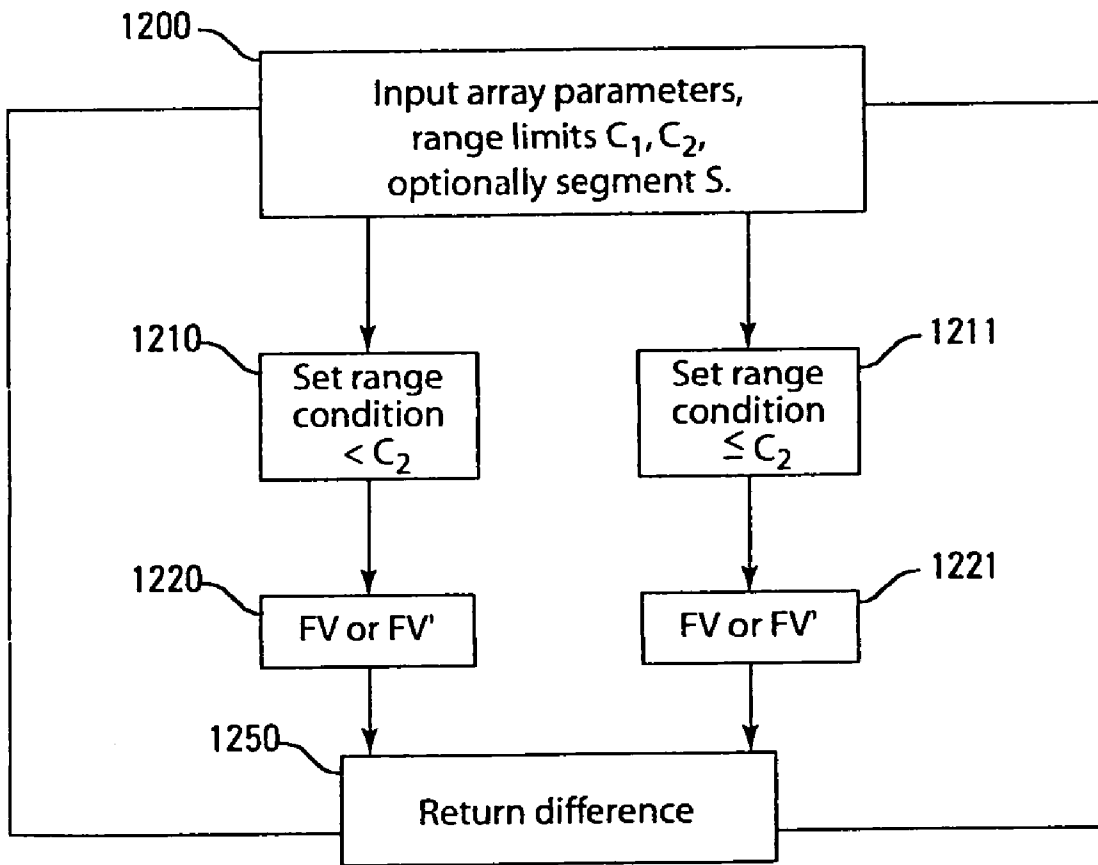 1200
Input array parameters,
range limits C₁, C₂,
optionally segment S.
1210
Set range
condition
< C₂
1211
Set range
condition
≤ C₂
1220
FV or FV'
1221
FV or FV'
1250
Return difference